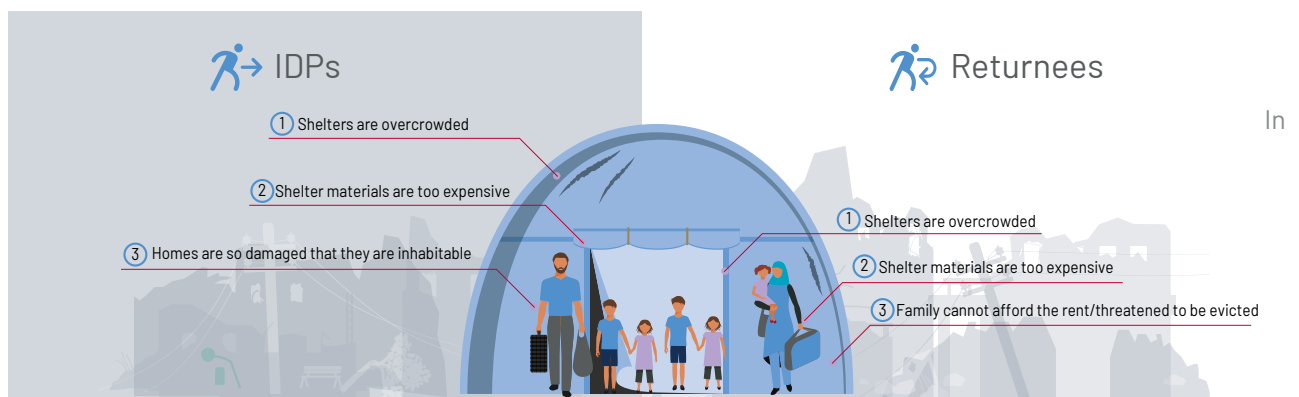 IDPs
1 Shelters are overcrowded
2 Shelter materials are too expensive
3 Homes are so damaged that they are inhabitable
Returnees
1 Shelters are overcrowded
2 Shelter materials are too expensive
3 Family cannot afford the rent/threatened to be evicted
In